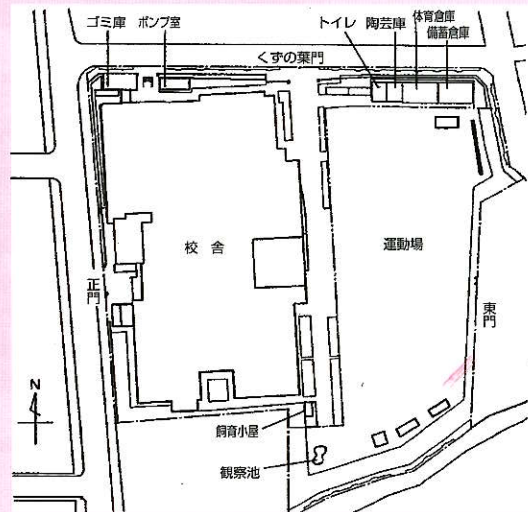 ゴミ庫 ポンプ室
トイレ 陶芸庫 体育倉庫
備蓄倉庫
くずの葉門
校舎
運動場
正門
東門
N
飼育小屋
観察池